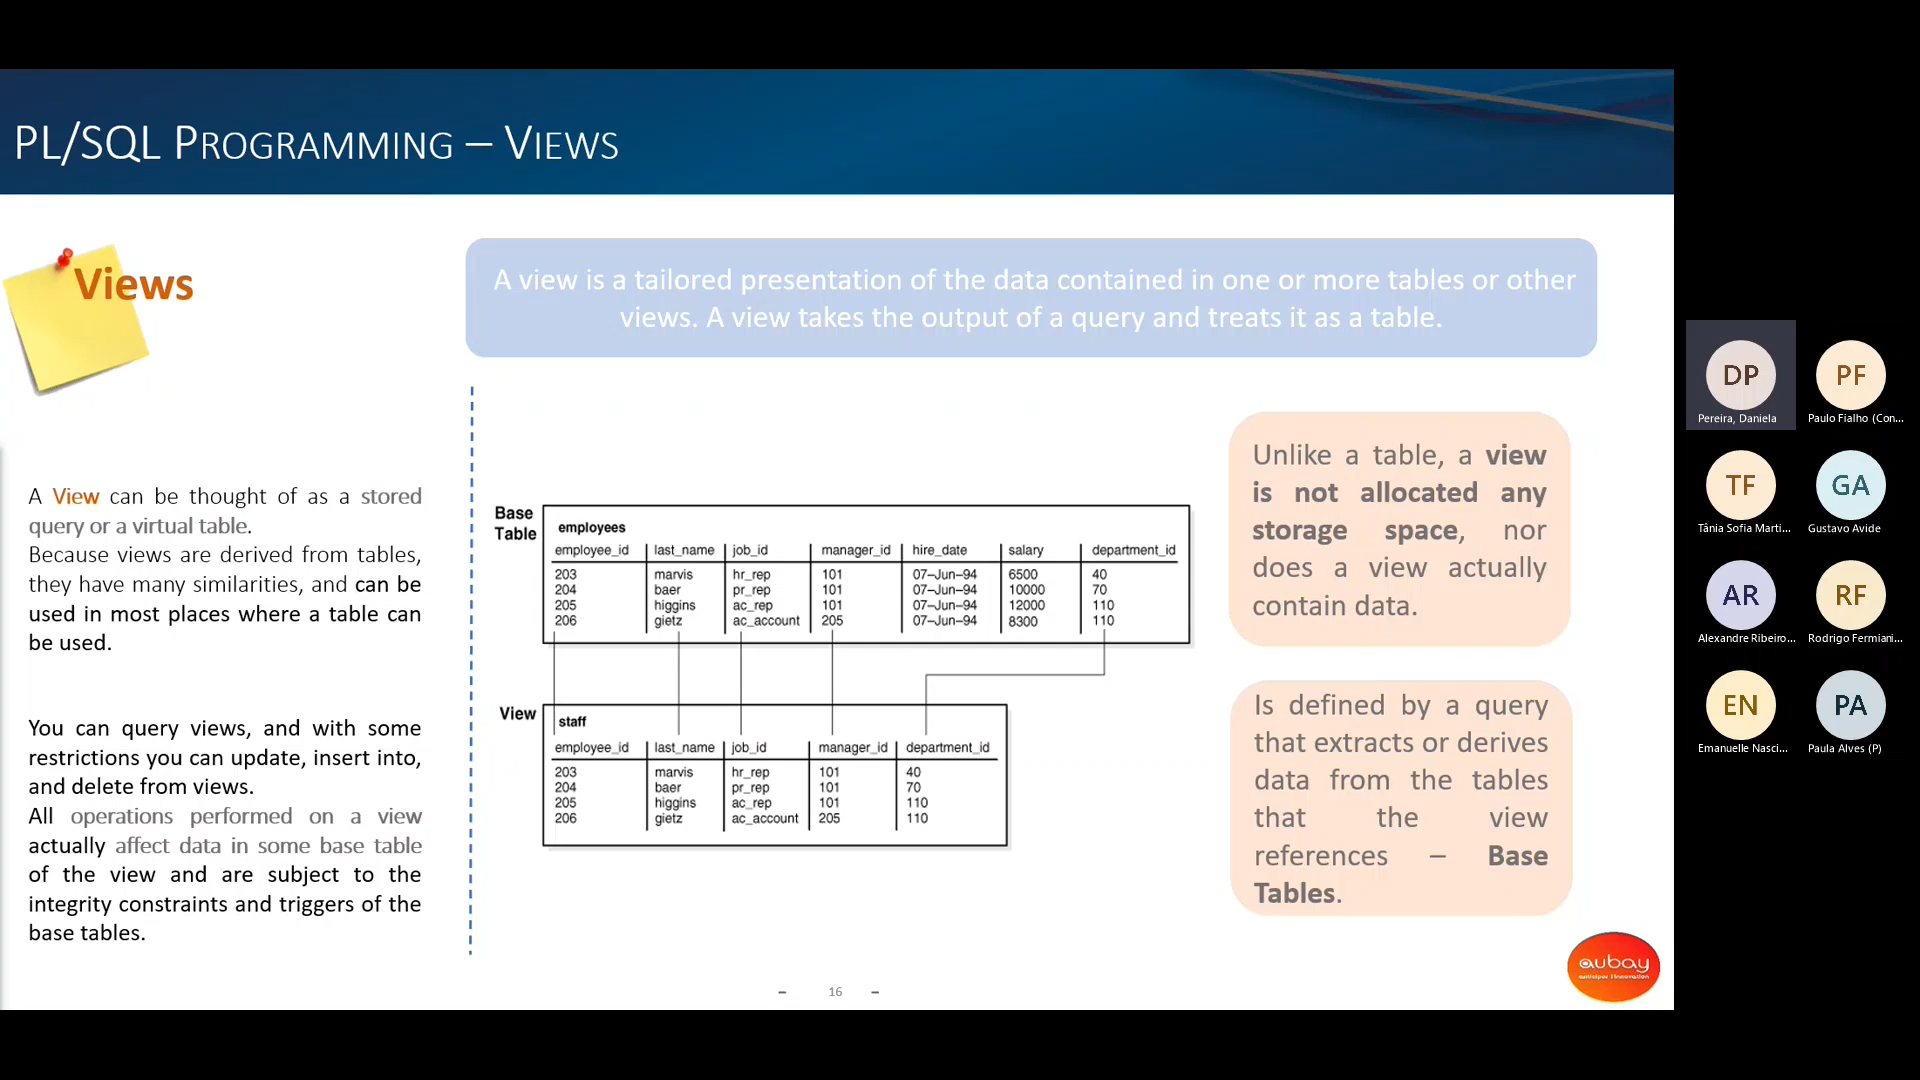 PL/SQL PROGRAMMING – VIEWS
Views
A view is a tailored presentation of the data contained in one or more tables or other
views. A view takes the output of a query and treats it as a table.
A View can be thought of as a stored
query or a virtual table.
Because views are derived from tables,
they have many similarities, and can be
used in most places where a table can
be used.
You can query views, and with some
restrictions you can update, insert into,
and delete from views.
All operations performed on a view
actually affect data in some base table
of the view and are subject to the
integrity constraints and triggers of the
base tables.
Base
Table
employees
employee_id last_name job_id manager_id hire_date salary department_id
203 marvis hr_rep 101 07–Jun–94 6500 40
204 baer pr_rep 101 07–Jun–94 10000 70
205 higgins ac_rep 101 07–Jun–94 12000 110
206 gietz ac_account 205 07–Jun–94 8300 110
View
staff
employee_id last_name job_id manager_id department_id
203 marvis hr_rep 101 40
204 baer pr_rep 101 70
205 higgins ac_rep 101 110
206 gietz ac_account 205 110
Unlike a table, a view
is not allocated any
storage space, nor
does a view actually
contain data.
Is defined by a query
that extracts or derives
data from the tables
that the view
references – Base
Tables.
aubay
anticiper l'innovation
– 16 –
DP
Pereira, Daniela
PF
Paulo Fialho (Con...
TF
Tânia Sofia Marti...
GA
Gustavo Avide
AR
Alexandre Ribeiro...
RF
Rodrigo Fermiani...
EN
Emanuelle Nasci...
PA
Paula Alves (P)